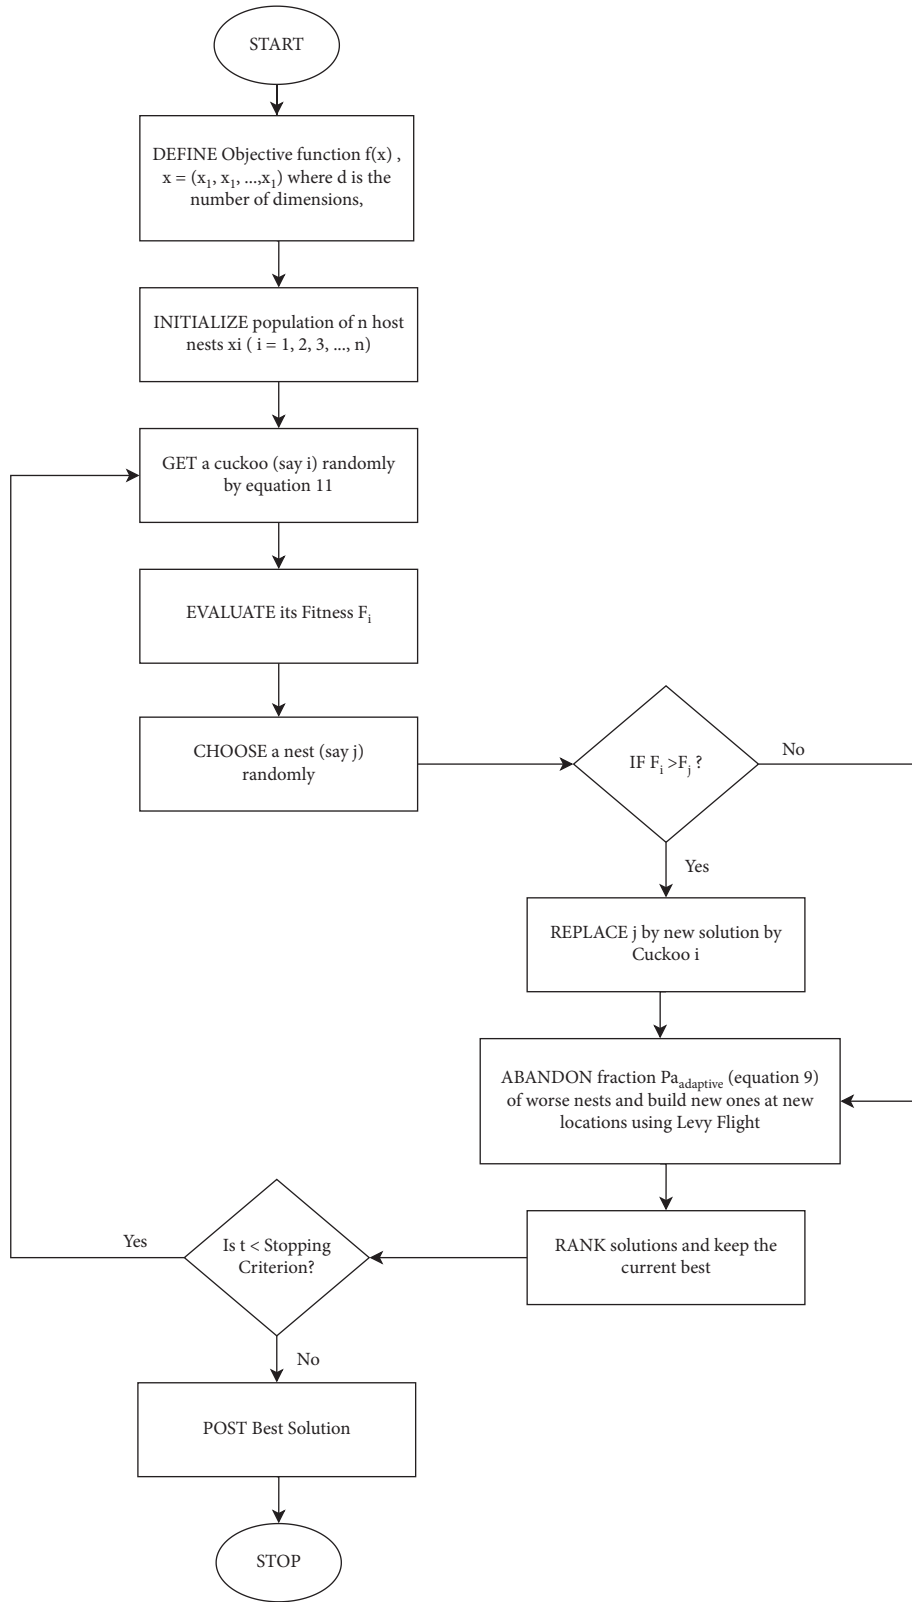 START
DEFINE Objective function f(x) ,
x = (x₁, x₁, ...,x₁) where d is the
number of dimensions,
INITIALIZE population of n host
nests xi ( i = 1, 2, 3, ..., n)
GET a cuckoo (say i) randomly
by equation 11
EVALUATE its Fitness Fᵢ
CHOOSE a nest (say j)
randomly
IF Fᵢ >Fⱼ ?
No
Yes
REPLACE j by new solution by
Cuckoo i
ABANDON fraction Pa_adaptive (equation 9)
of worse nests and build new ones at new
locations using Levy Flight
RANK solutions and keep the
current best
Is t < Stopping
Criterion?
Yes
No
POST Best Solution
STOP